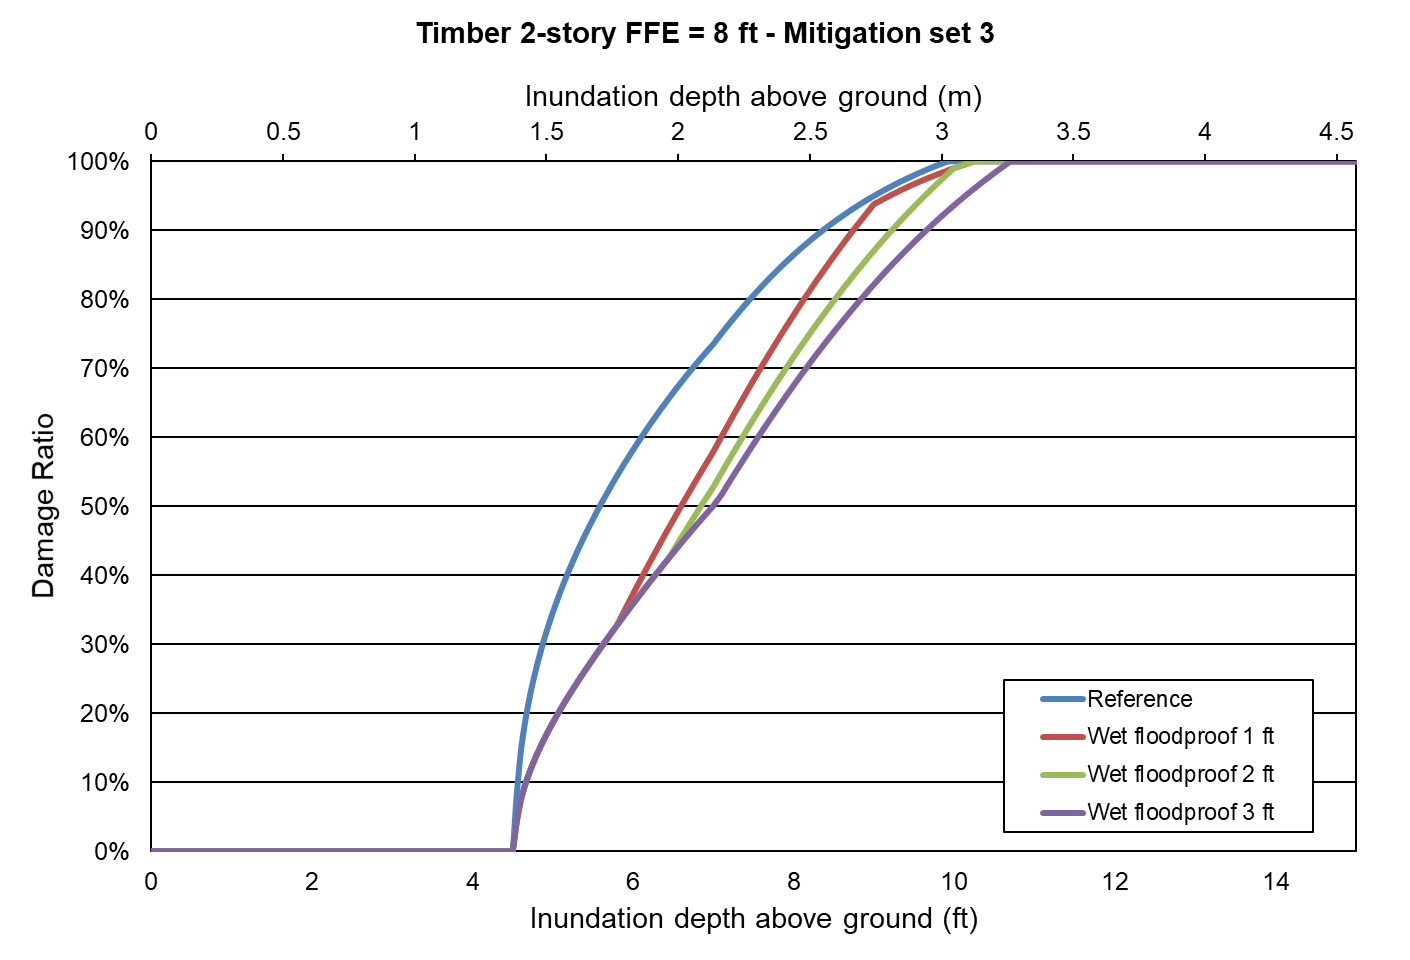 Timber 2-story FFE = 8 ft - Mitigation set 3
Inundation depth above ground (m)
0 0.5 1 1.5 2 2.5 3 3.5 4 4.5
100%
90%
80%
70%
60%
50%
40%
30%
20%
10%
0%
Damage Ratio
Reference
Wet floodproof 1 ft
Wet floodproof 2 ft
Wet floodproof 3 ft
0 2 4 6 8 10 12 14
Inundation depth above ground (ft)